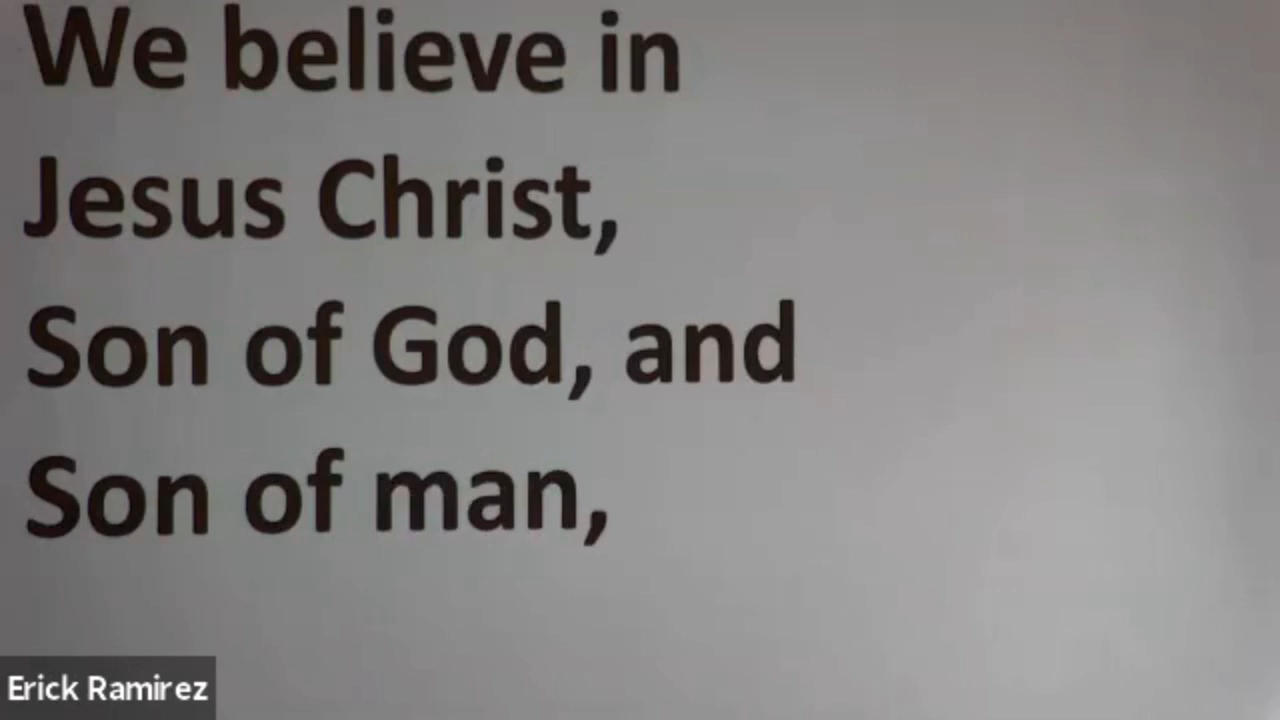 We believe in
Jesus Christ,
Son of God, and
Son of man,
Erick Ramirez